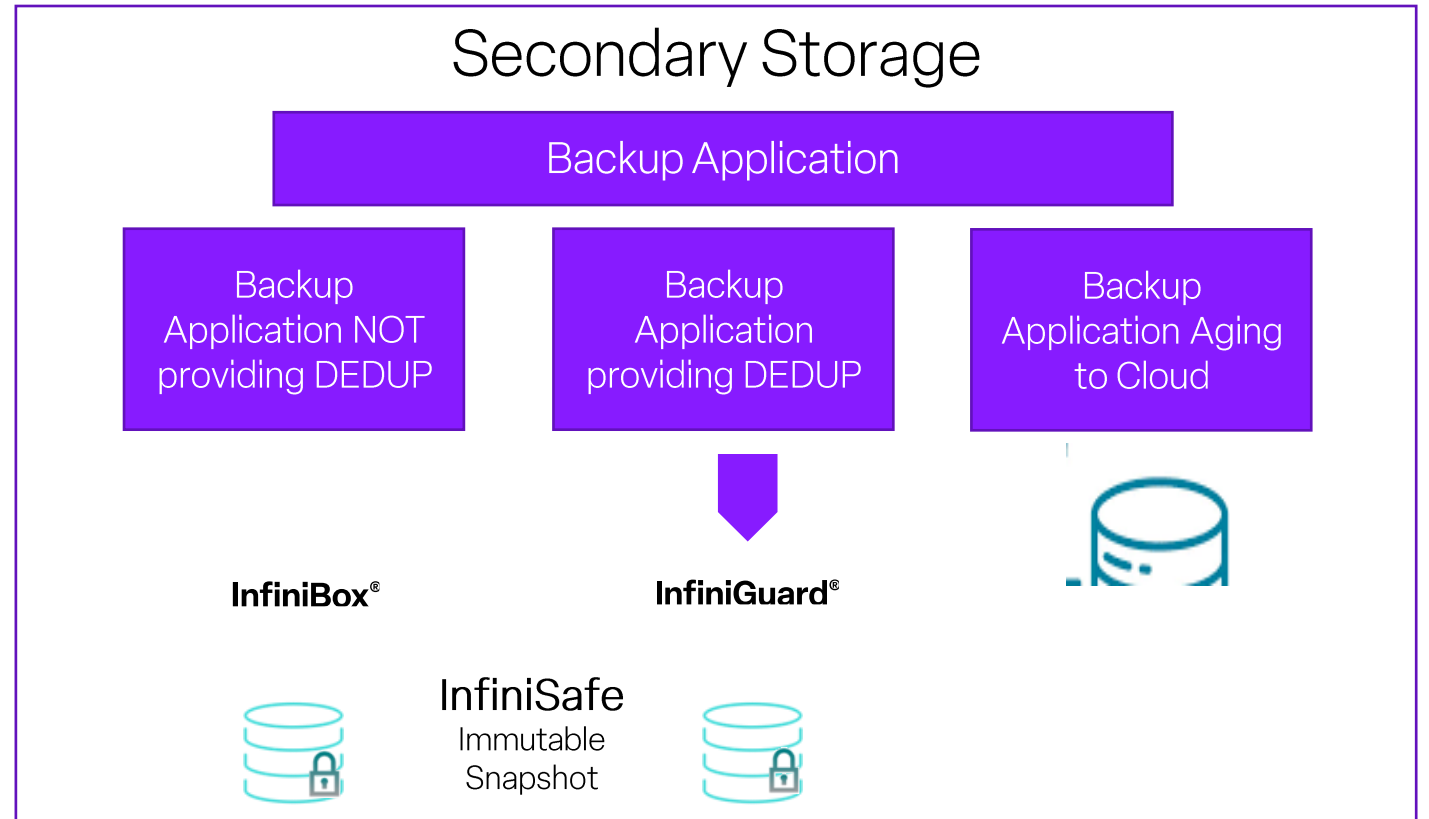 Secondary Storage
Backup Application
Backup
Application NOT
providing DEDUP
Backup
Application
providing DEDUP
Backup
Application Aging
to Cloud
InfiniBox®
InfiniGuard®
InfiniSafe
Immutable
Snapshot